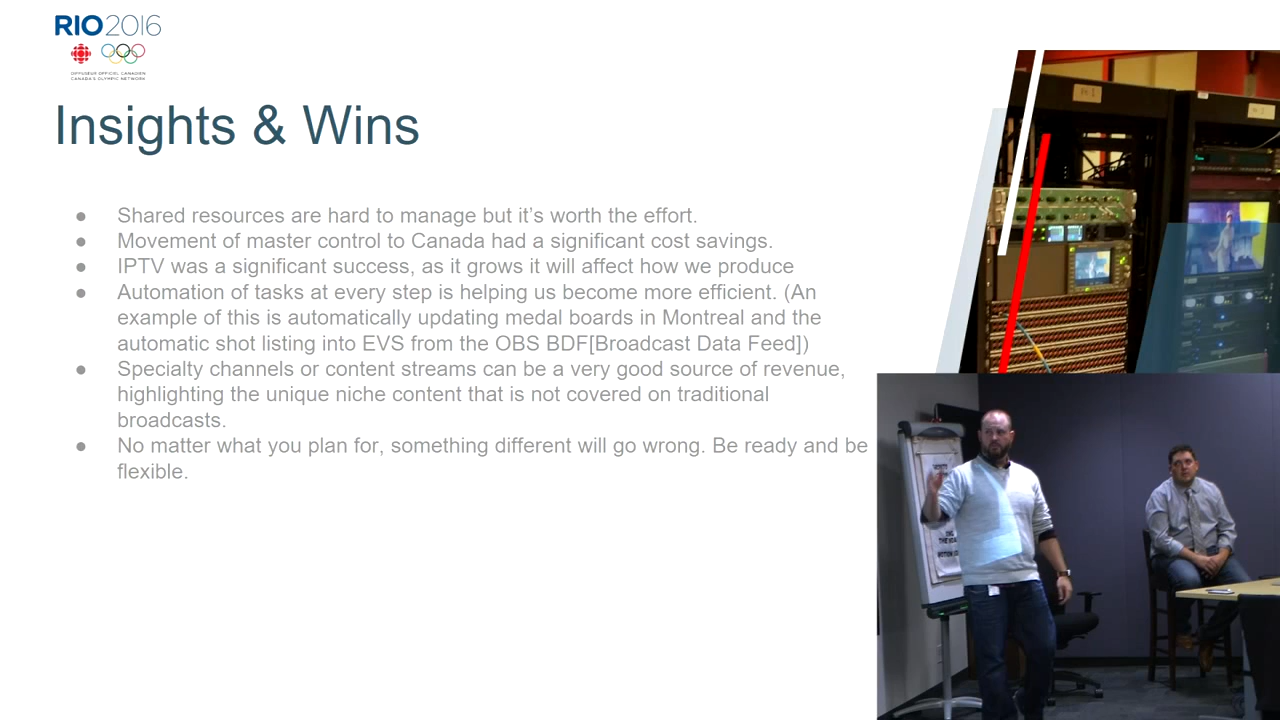 RIO2016
DIFFUSEUR OFFICIEL CANADIEN
CANADA'S OLYMPIC NETWORK
Insights & Wins
● Shared resources are hard to manage but it's worth the effort.
● Movement of master control to Canada had a significant cost savings.
● IPTV was a significant success, as it grows it will affect how we produce
● Automation of tasks at every step is helping us become more efficient. (An
example of this is automatically updating medal boards in Montreal and the
automatic shot listing into EVS from the OBS BDF[Broadcast Data Feed])
● Specialty channels or content streams can be a very good source of revenue,
highlighting the unique niche content that is not covered on traditional
broadcasts.
● No matter what you plan for, something different will go wrong. Be ready and be
flexible.